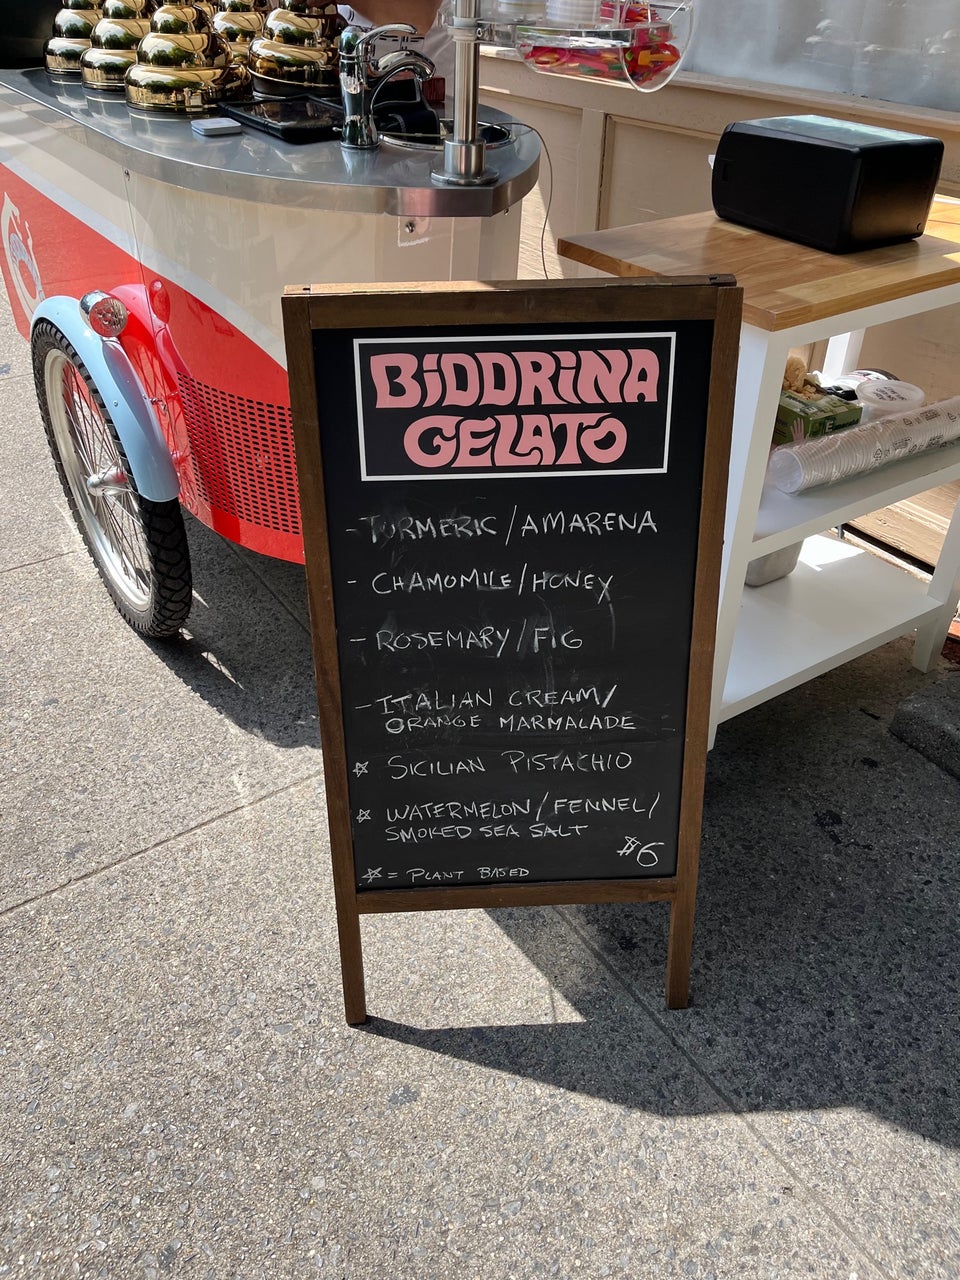 BIDDRINA
GELATO
- TURMERIC/AMARENA
- CHAMOMILE/HONEY
- ROSEMARY/FIG
- ITALIAN CREAM/
ORANGE MARMALADE
☆ SICILIAN PISTACHIO
☆ WATERMELON/FENNEL/
SMOKED SEA SALT
$6
☆ = PLANT BASED